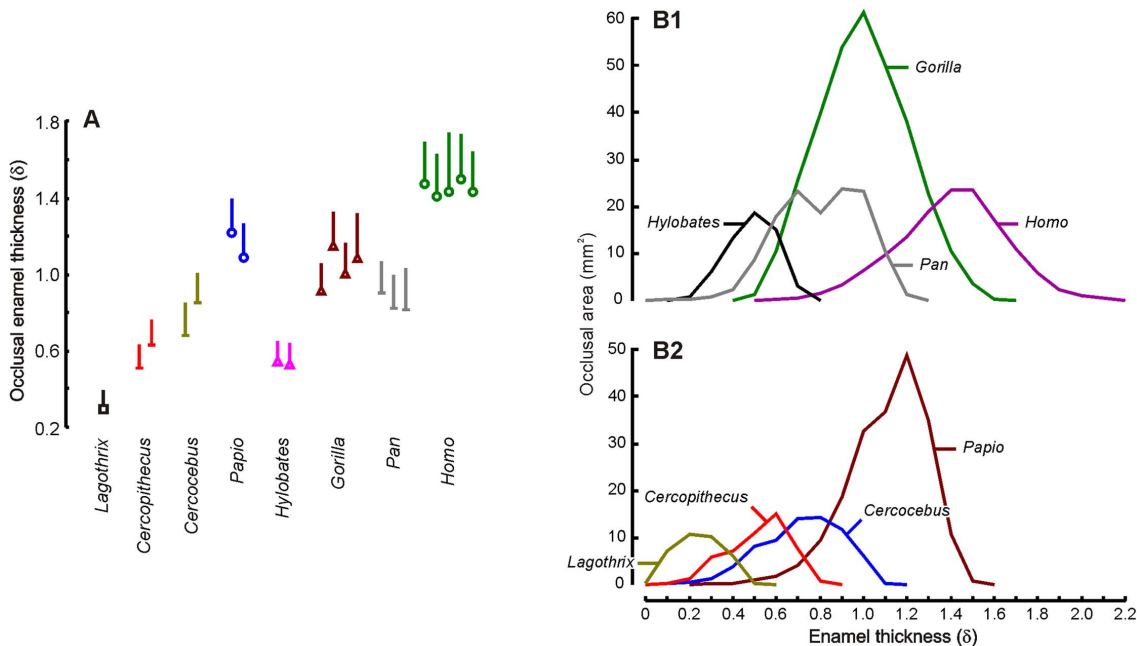 A
Occlusal enamel thickness (δ)
1.8
1.4
1.0
0.6
0.2
Lagothrix
Cercopithecus
Cercocebus
Papio
Hylobates
Gorilla
Pan
Homo
B1
Occlusal area (mm²)
60
50
40
30
20
10
0
Gorilla
Hylobates
Homo
Pan
B2
50
40
30
20
10
0
Papio
Cercopithecus
Cercocebus
Lagothrix
0 0.2 0.4 0.6 0.8 1.0 1.2 1.4 1.6 1.8 2.0 2.2
Enamel thickness (δ)